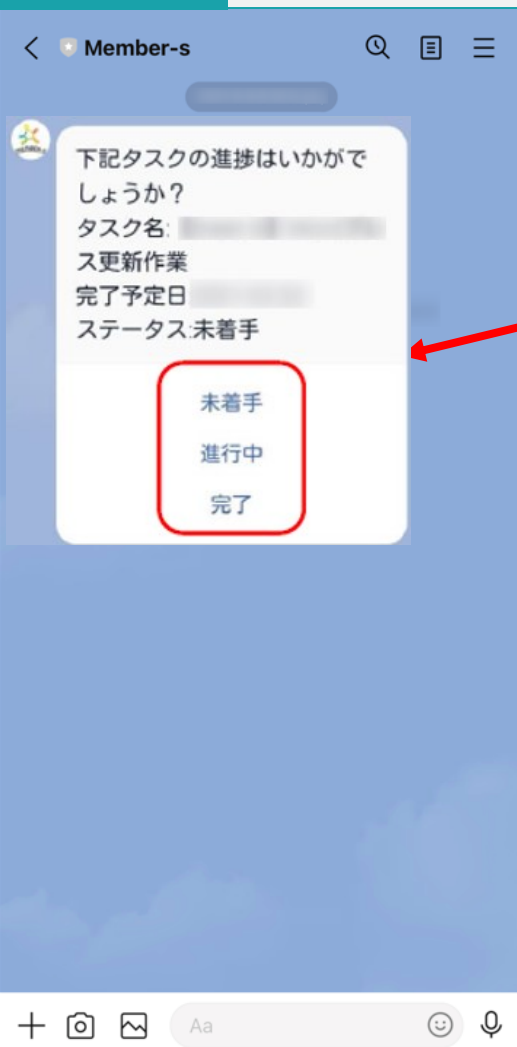 Member-s
下記タスクの進捗はいかがで
しょうか？
タスク名:
ス更新作業
完了予定日
ステータス:未着手
未着手
進行中
完了
Aa